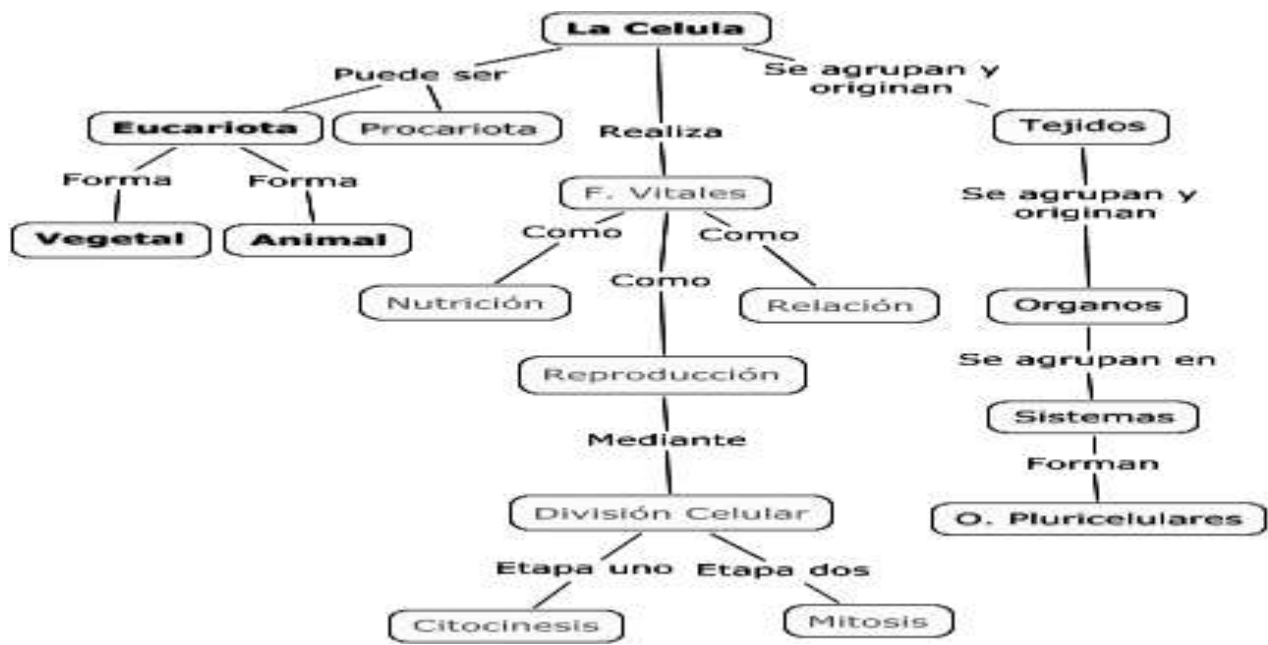 La Celula
Puede ser
Se agrupan y
originan
Eucariota
Procariota
Realiza
Tejidos
Forma
Forma
F. Vitales
Se agrupan y
originan
Vegetal
Animal
Como
Como
Como
Nutrición
Relación
Organos
Reproducción
Se agrupan en
Sistemas
Mediante
Forman
División Celular
O. Pluricelulares
Etapa uno
Etapa dos
Citocinesis
Mitosis